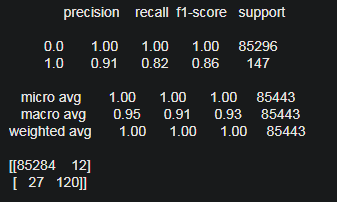 precision recall f1-score support
0.0 1.00 1.00 1.00 85296
1.0 0.91 0.82 0.86 147
micro avg 1.00 1.00 1.00 85443
macro avg 0.95 0.91 0.93 85443
weighted avg 1.00 1.00 1.00 85443
[[85284 12]
[ 27 120]]